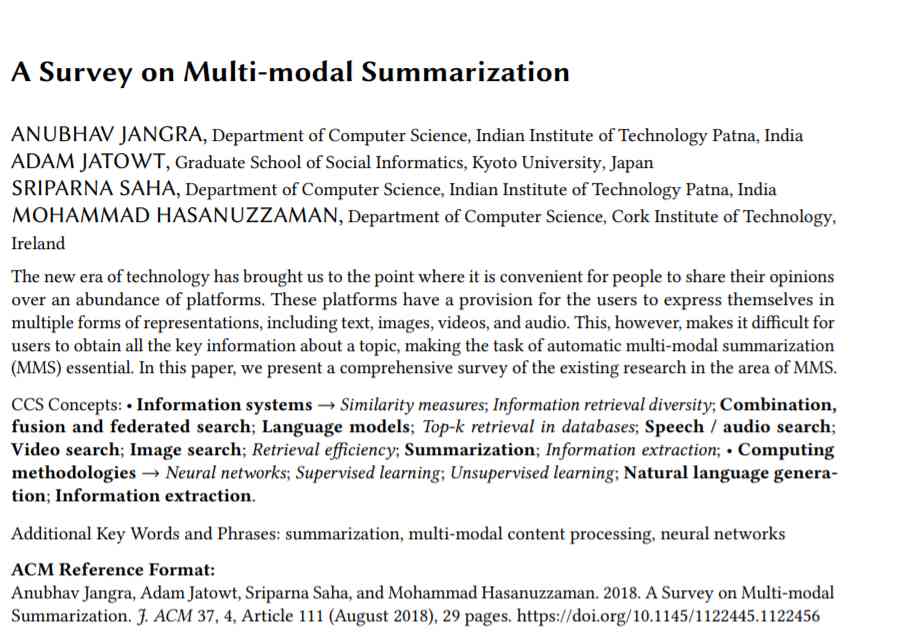 A Survey on Multi-modal Summarization
ANUBHAV JANGRA, Department of Computer Science, Indian Institute of Technology Patna, India
ADAM JATOWT, Graduate School of Social Informatics, Kyoto University, Japan
SRIPARNA SAHA, Department of Computer Science, Indian Institute of Technology Patna, India
MOHAMMAD HASANUZZAMAN, Department of Computer Science, Cork Institute of Technology,
Ireland
The new era of technology has brought us to the point where it is convenient for people to share their opinions
over an abundance of platforms. These platforms have a provision for the users to express themselves in
multiple forms of representations, including text, images, videos, and audio. This, however, makes it difficult for
users to obtain all the key information about a topic, making the task of automatic multi-modal summarization
(MMS) essential. In this paper, we present a comprehensive survey of the existing research in the area of MMS.
CCS Concepts: • Information systems → Similarity measures; Information retrieval diversity; Combination,
fusion and federated search; Language models; Top-k retrieval in databases; Speech / audio search;
Video search; Image search; Retrieval efficiency; Summarization; Information extraction; • Computing
methodologies → Neural networks; Supervised learning; Unsupervised learning; Natural language genera-
tion; Information extraction.
Additional Key Words and Phrases: summarization, multi-modal content processing, neural networks
ACM Reference Format:
Anubhav Jangra, Adam Jatowt, Sriparna Saha, and Mohammad Hasanuzzaman. 2018. A Survey on Multi-modal
Summarization. J. ACM 37, 4, Article 111 (August 2018), 29 pages. https://doi.org/10.1145/1122445.1122456